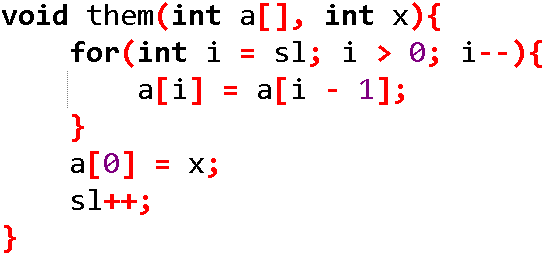 void them(int a[], int x){
    for(int i = sl; i > 0; i--){
        a[i] = a[i - 1];
    }
    a[0] = x;
    sl++;
}